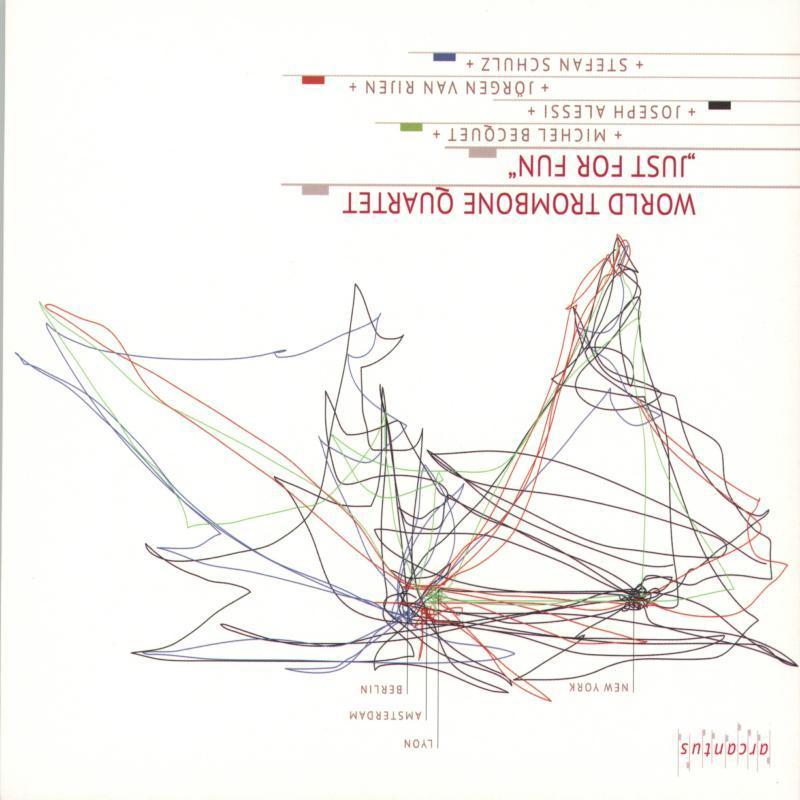 arcantus
LYON
AMSTERDAM
NEW YORK
BERLIN
WORLD TROMBONE QUARTET
„JUST FOR FUN“
+ MICHEL BECQUET +
+ JOSEPH ALESSI +
+ JÖRGEN VAN RIJEN +
+ STEFAN SCHULZ +